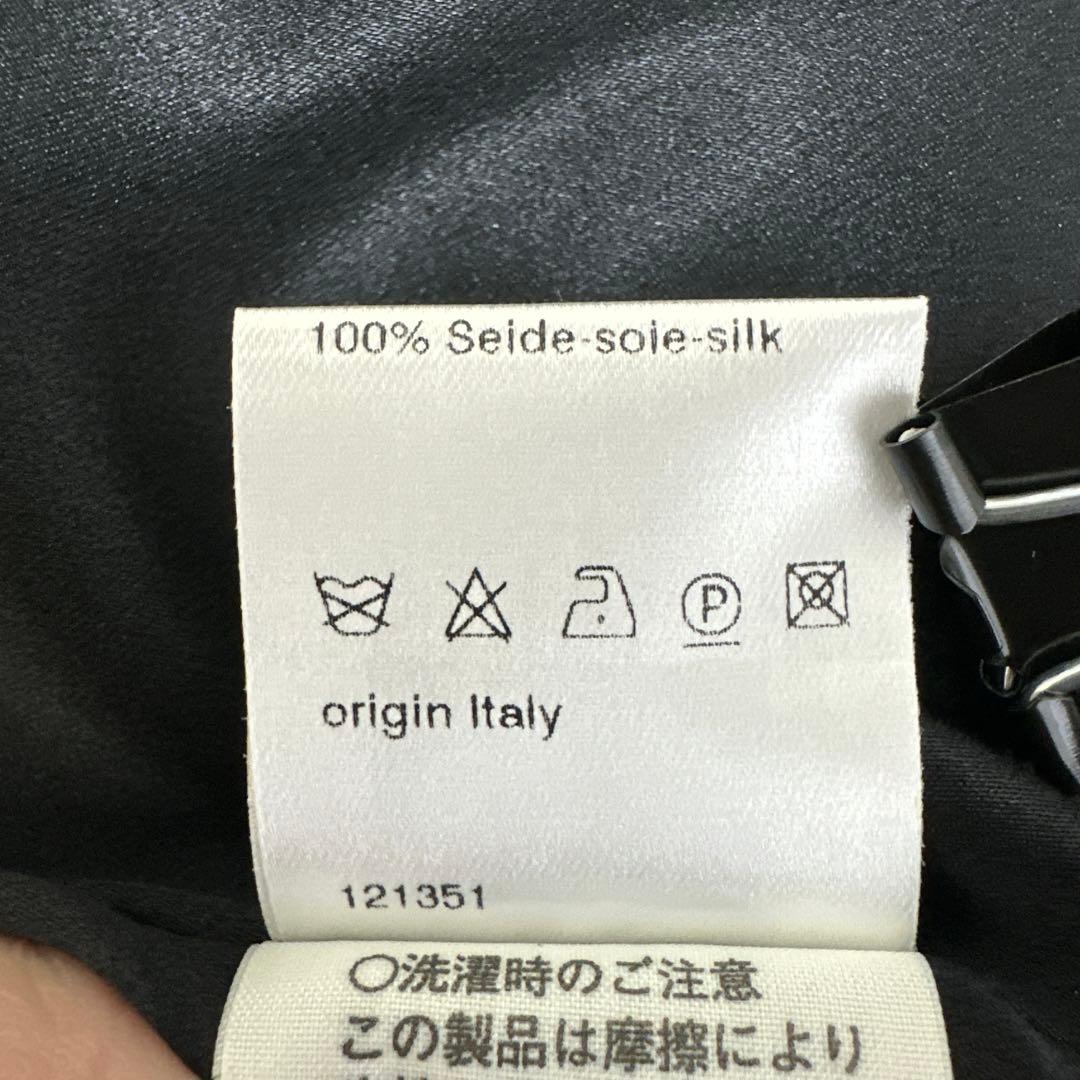 100% Seide-soie-silk
P
origin Italy
121351
○洗濯時のご注意
この製品は摩擦により